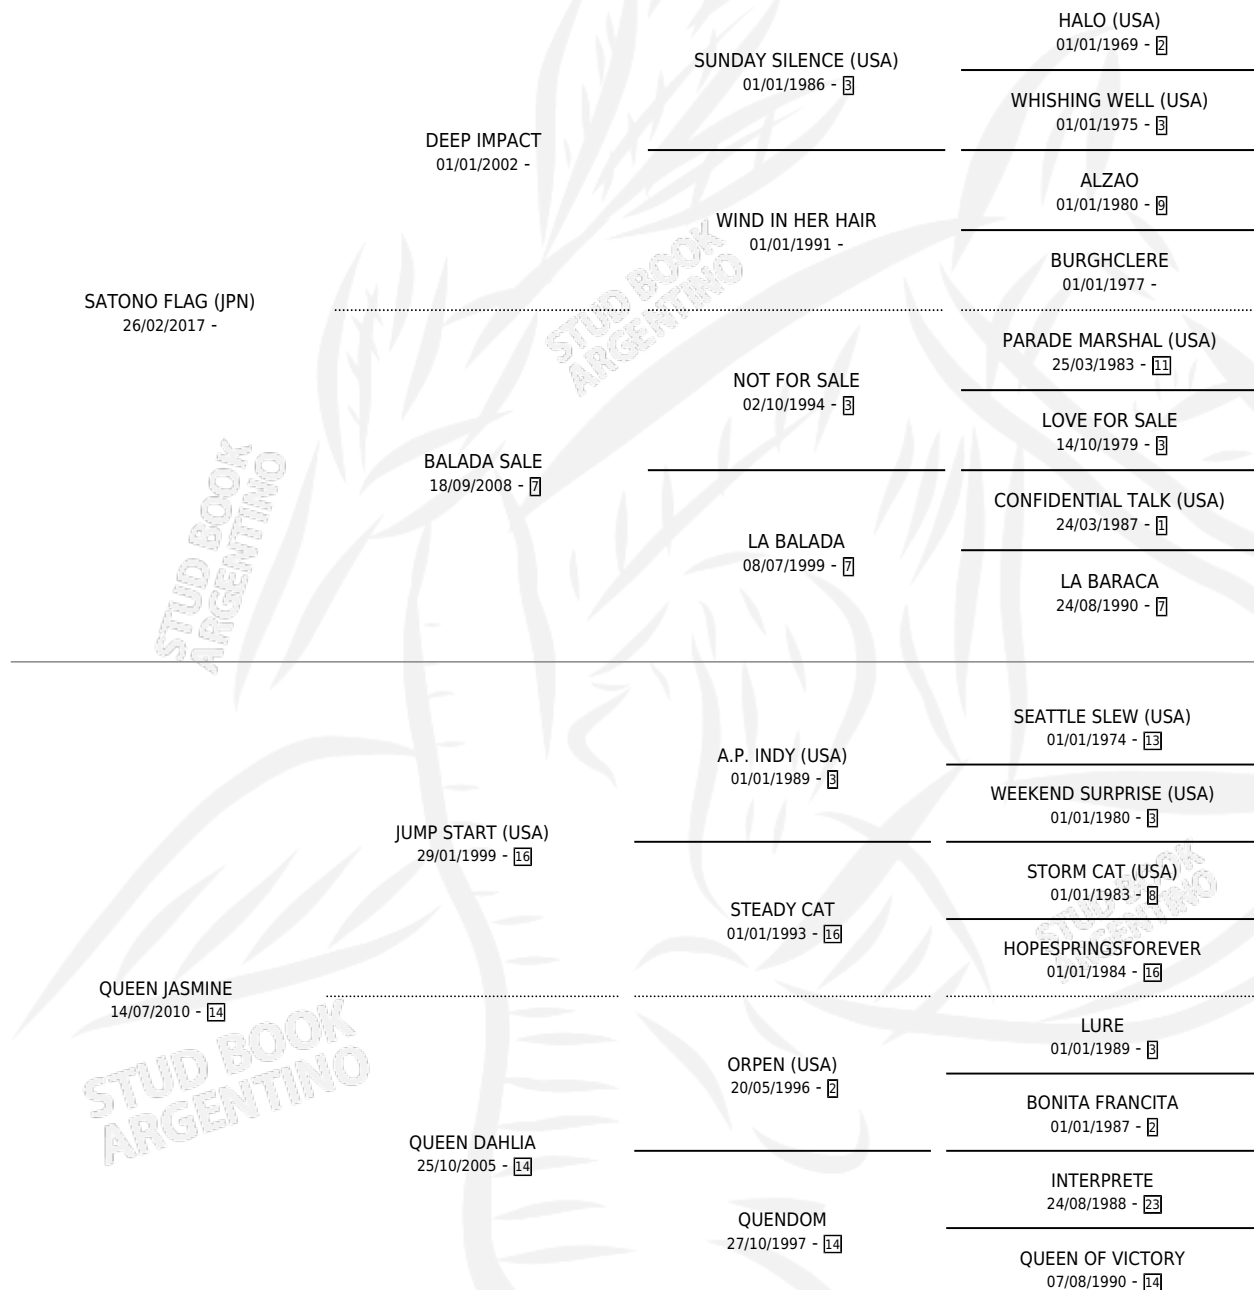 HALO (USA)
01/01/1969 - 2
SUNDAY SILENCE (USA)
01/01/1986 - 3
WHISHING WELL (USA)
01/01/1975 - 3
DEEP IMPACT
01/01/2002 -
ALZAO
01/01/1980 - 9
WIND IN HER HAIR
01/01/1991 -
BURGHCLERE
01/01/1977 -
SATONO FLAG (JPN)
26/02/2017 -
PARADE MARSHAL (USA)
25/03/1983 - 11
NOT FOR SALE
02/10/1994 - 3
LOVE FOR SALE
14/10/1979 - 3
BALADA SALE
18/09/2008 - 7
CONFIDENTIAL TALK (USA)
24/03/1987 - 1
LA BALADA
08/07/1999 - 7
LA BARACA
24/08/1990 - 7
SEATTLE SLEW (USA)
01/01/1974 - 13
A.P. INDY (USA)
01/01/1989 - 3
WEEKEND SURPRISE (USA)
01/01/1980 - 3
JUMP START (USA)
29/01/1999 - 16
STORM CAT (USA)
01/01/1983 - 8
STEADY CAT
01/01/1993 - 16
HOPESPRINGSFOREVER
01/01/1984 - 16
QUEEN JASMINE
14/07/2010 - 14
LURE
01/01/1989 - 3
ORPEN (USA)
20/05/1996 - 2
BONITA FRANCITA
01/01/1987 - 2
QUEEN DAHLIA
25/10/2005 - 14
INTERPRETE
24/08/1988 - 23
QUENDOM
27/10/1997 - 14
QUEEN OF VICTORY
07/08/1990 - 14
STUD BOOK
ARGENTINO
STUD BOOK
ARGENTINO
STUD BOOK
ARGENTINO
STUD BOOK
ARGENTINO